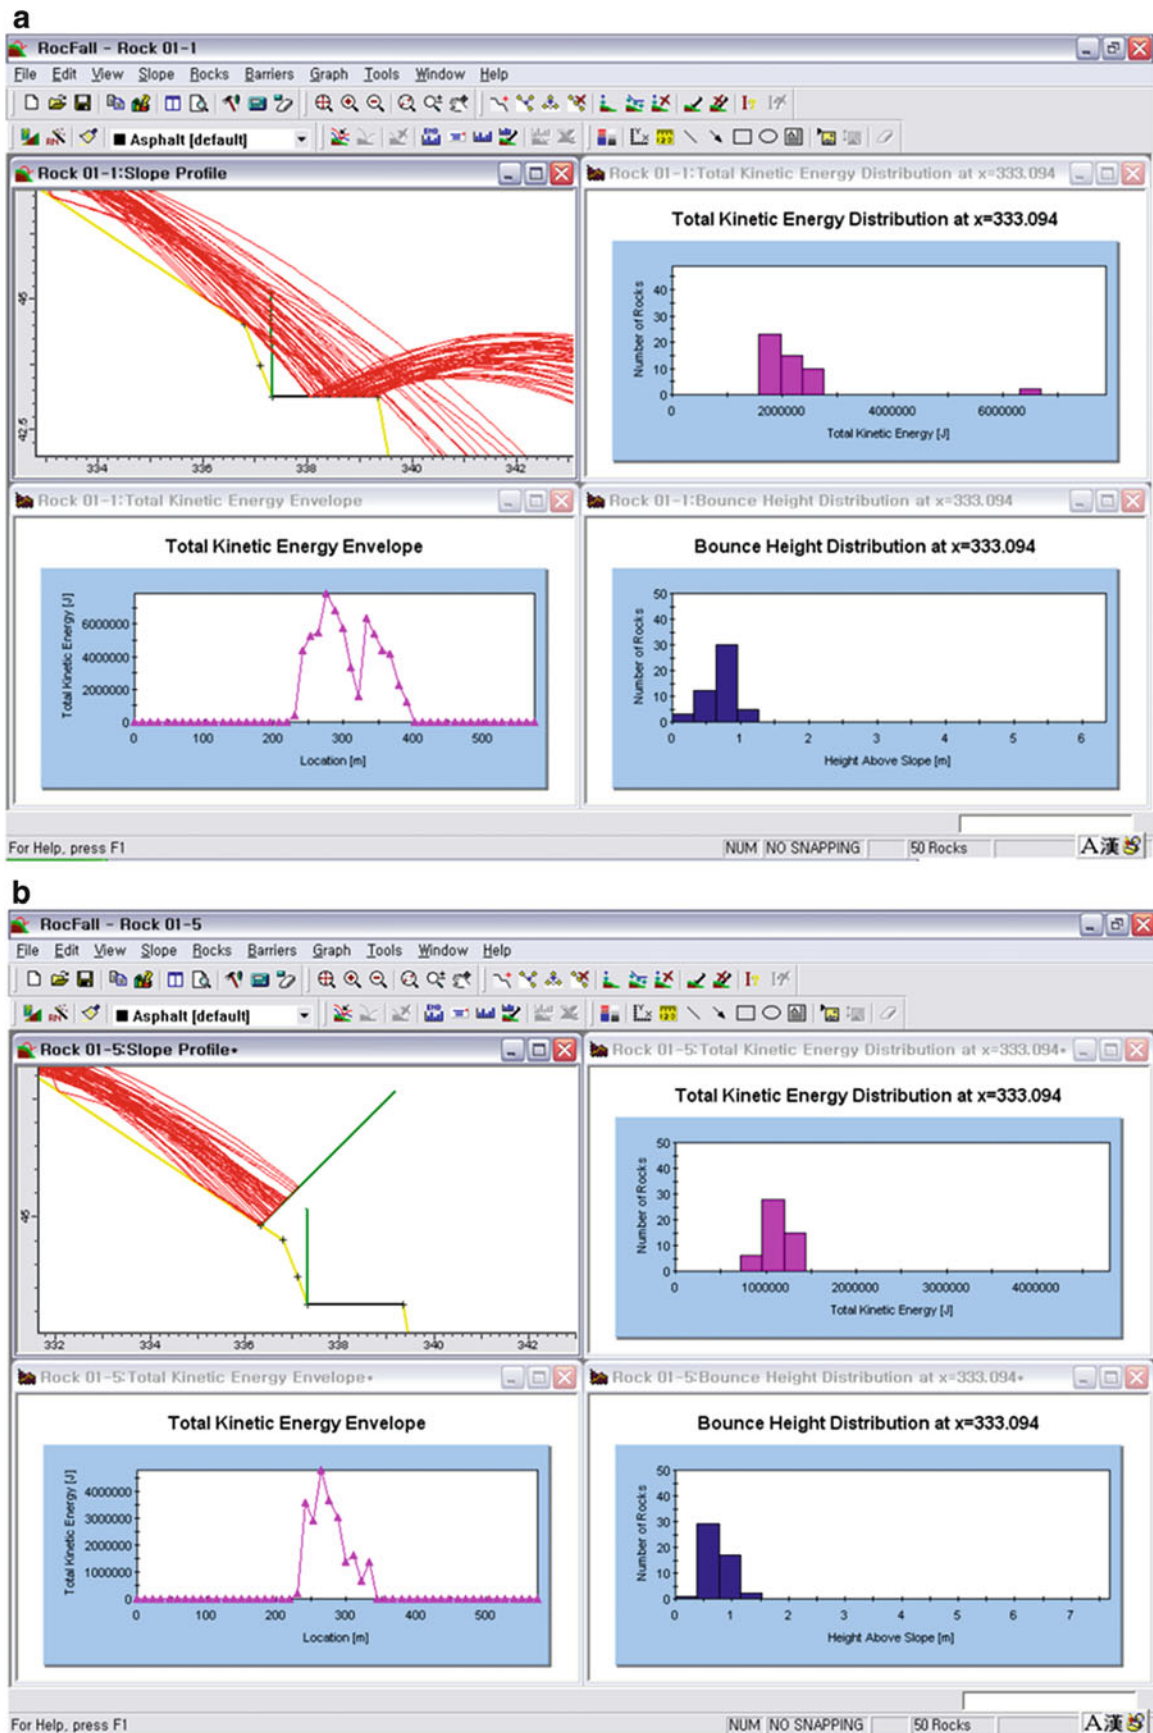 a
RocFall - Rock 01-1
File Edit View Slope Rocks Barriers Graph Tools Window Help
Asphalt [default]
Rock 01-1:Slope Profile
45
42.5
334 336 338 340 342
Rock 01-1:Total Kinetic Energy Distribution at x=333.094
Total Kinetic Energy Distribution at x=333.094
Number of Rocks
40
30
20
10
0
0 2000000 4000000 6000000
Total Kinetic Energy [J]
Rock 01-1:Total Kinetic Energy Envelope
Total Kinetic Energy Envelope
Total Kinetic Energy [J]
6000000
4000000
2000000
0
0 100 200 300 400 500
Location [m]
Rock 01-1:Bounce Height Distribution at x=333.094
Bounce Height Distribution at x=333.094
Number of Rocks
50
40
30
20
10
0
0 1 2 3 4 5 6
Height Above Slope [m]
For Help, press F1
NUM NO SNAPPING 50 Rocks A漢
b
RocFall - Rock 01-5
File Edit View Slope Rocks Barriers Graph Tools Window Help
Asphalt [default]
Rock 01-5:Slope Profile*
45
332 334 336 338 340 342
Rock 01-5:Total Kinetic Energy Distribution at x=333.094*
Total Kinetic Energy Distribution at x=333.094
Number of Rocks
50
40
30
20
10
0
0 1000000 2000000 3000000 4000000
Total Kinetic Energy [J]
Rock 01-5:Total Kinetic Energy Envelope*
Total Kinetic Energy Envelope
Total Kinetic Energy [J]
4000000
3000000
2000000
1000000
0
0 100 200 300 400 500
Location [m]
Rock 01-5:Bounce Height Distribution at x=333.094*
Bounce Height Distribution at x=333.094
Number of Rocks
50
40
30
20
10
0
0 1 2 3 4 5 6 7
Height Above Slope [m]
For Help, press F1
NUM NO SNAPPING 50 Rocks A漢